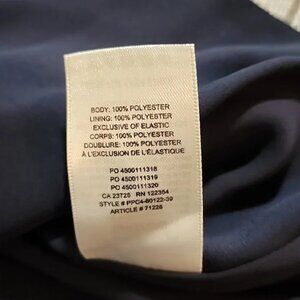 BODY: 100% POLYESTER
LINING: 100% POLYESTER
EXCLUSIVE OF ELASTIC
CORPS: 100% POLYESTER
DOUBLURE: 100% POLYESTER
À L'EXCLUSION DE L'ÉLASTIQUE
PO 4500111318
PO 4500111319
PO 4500111320
CA 23725 RN 122354
STYLE # PPC4-80122-39
ARTICLE # 71228